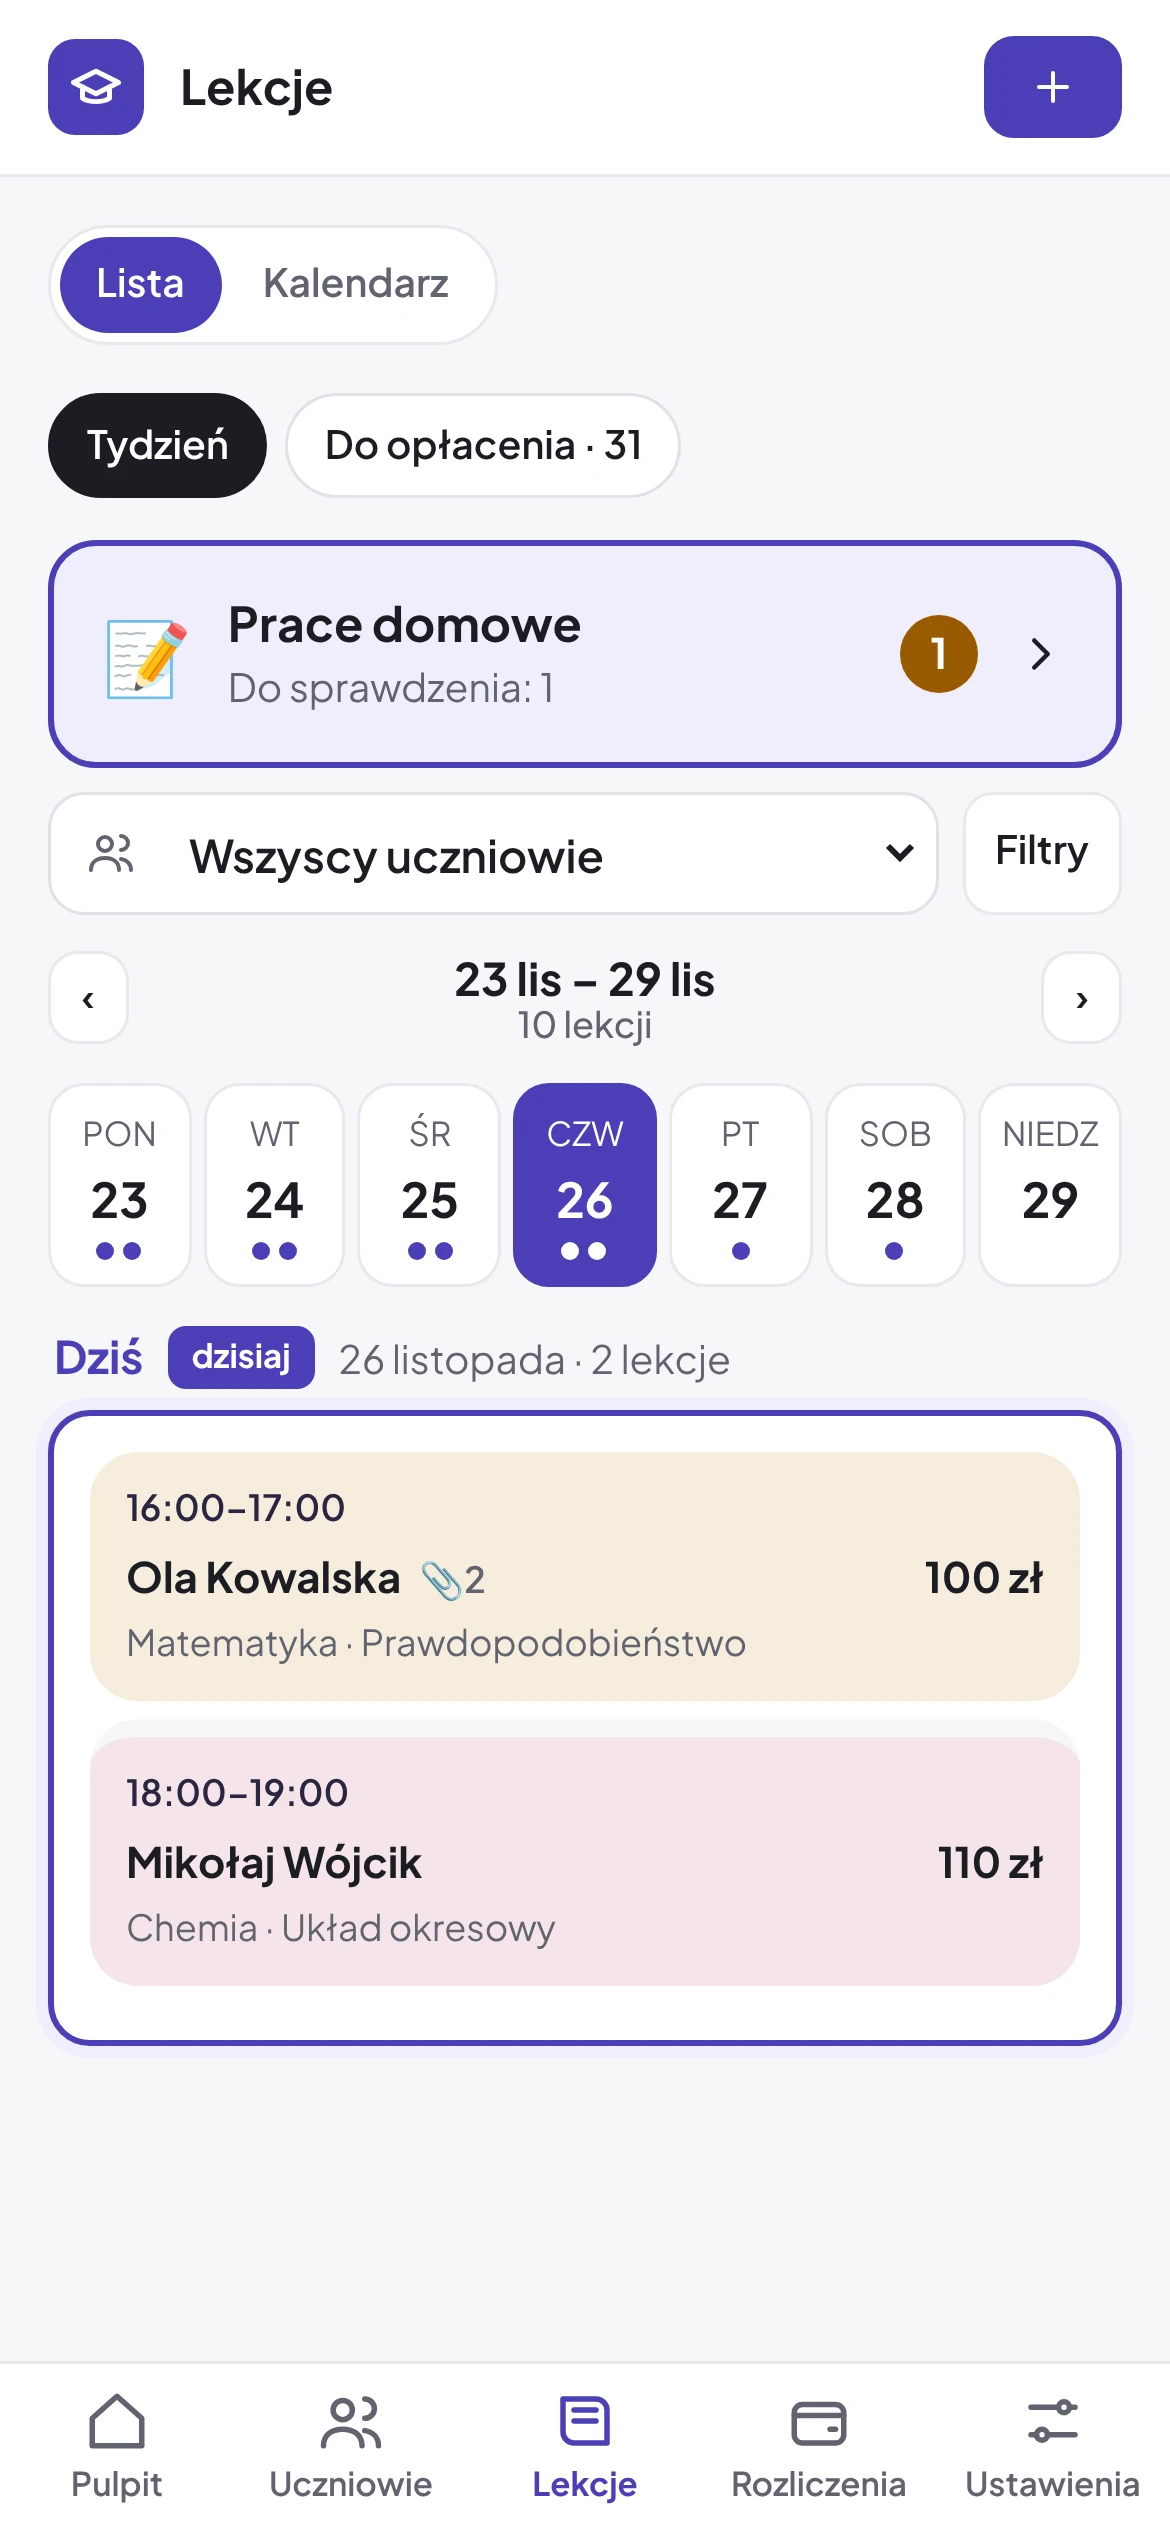 Lekcje
+
Lista Kalendarz
Tydzień Do opłacenia · 31
Prace domowe
Do sprawdzenia: 1
1
Wszyscy uczniowie Filtry
‹ 23 lis – 29 lis ›
10 lekcji
PON WT ŚR CZW PT SOB NIEDZ
23 24 25 26 27 28 29
Dziś dzisiaj 26 listopada · 2 lekcje
16:00–17:00
Ola Kowalska 📎2 100 zł
Matematyka · Prawdopodobieństwo
18:00–19:00
Mikołaj Wójcik 110 zł
Chemia · Układ okresowy
Pulpit Uczniowie Lekcje Rozliczenia Ustawienia